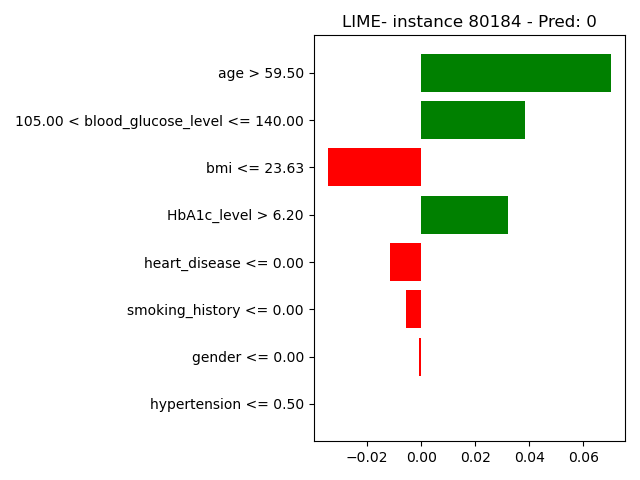 LIME- instance 80184 - Pred: 0
age > 59.50
105.00 < blood_glucose_level <= 140.00
bmi <= 23.63
HbA1c_level > 6.20
heart_disease <= 0.00
smoking_history <= 0.00
gender <= 0.00
hypertension <= 0.50
−0.02 0.00 0.02 0.04 0.06